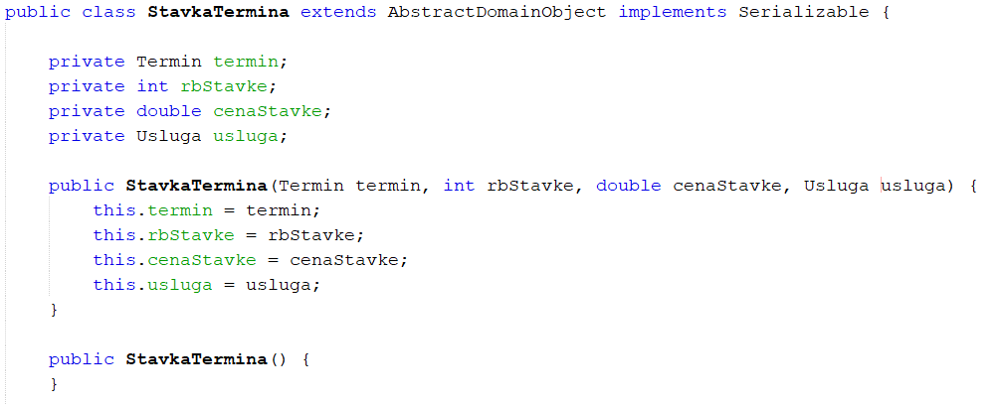 public class StavkaTermina extends AbstractDomainObject implements Serializable {
private Termin termin;
private int rbStavke;
private double cenaStavke;
private Usluga usluga;
public StavkaTermina(Termin termin, int rbStavke, double cenaStavke, Usluga usluga) {
this.termin = termin;
this.rbStavke = rbStavke;
this.cenaStavke = cenaStavke;
this.usluga = usluga;
}
public StavkaTermina() {
}